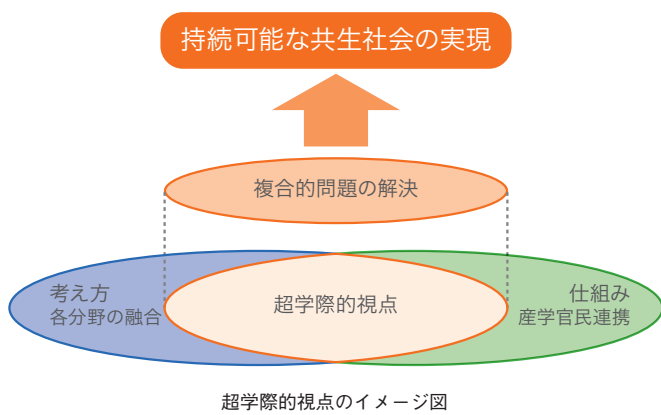 持続可能な共生社会の実現
複合的問題の解決
考え方
各分野の融合
超学際的視点
仕組み
産学官民連携
超学際的視点のイメージ図